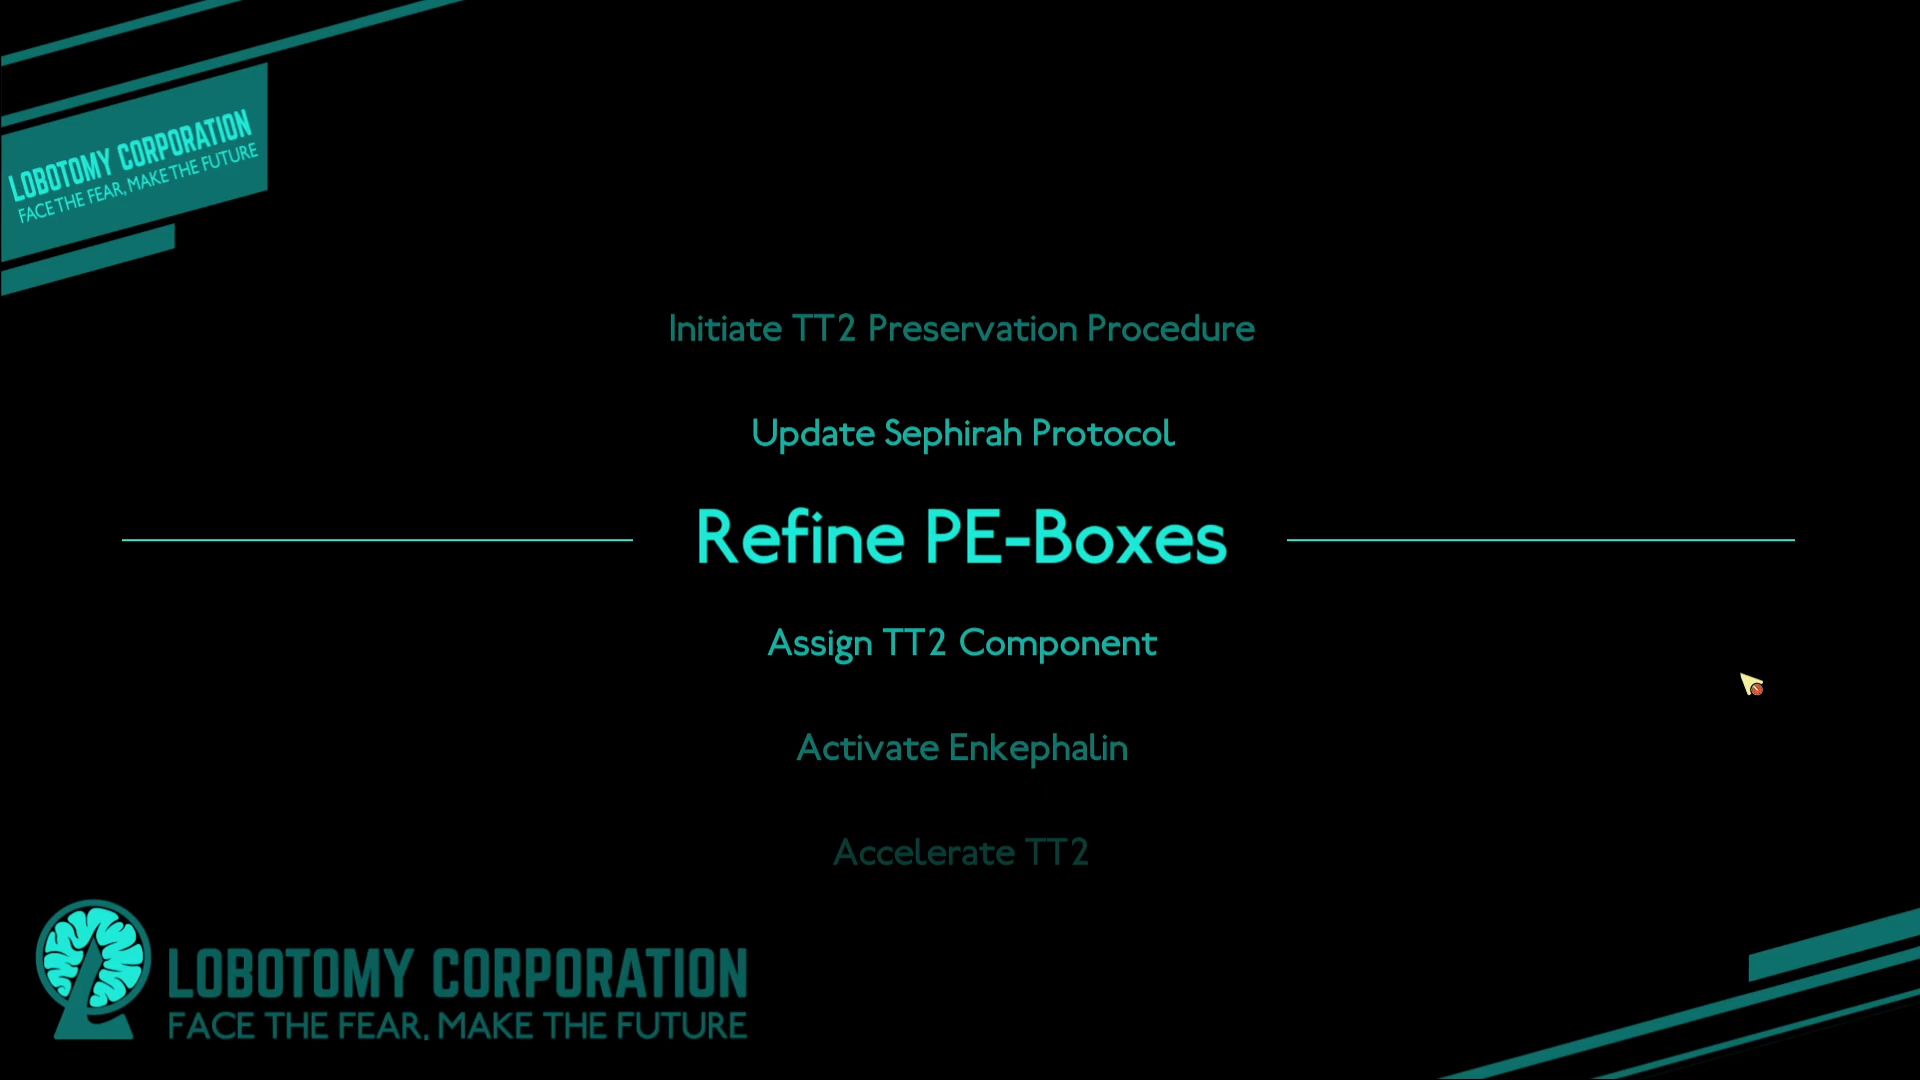 LOBOTOMY CORPORATION
FACE THE FEAR, MAKE THE FUTURE
Initiate TT2 Preservation Procedure
Update Sephirah Protocol
Refine PE-Boxes
Assign TT2 Component
Activate Enkephalin
Accelerate TT2
LOBOTOMY CORPORATION
FACE THE FEAR, MAKE THE FUTURE